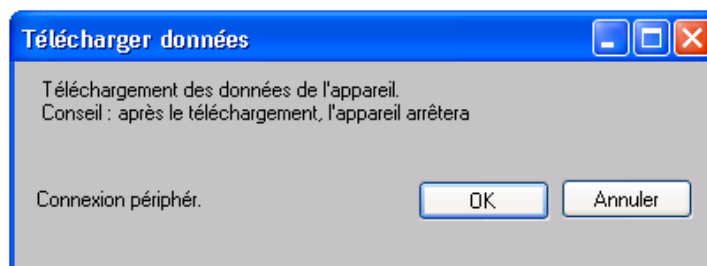 Télécharger données
Téléchargement des données de l'appareil.
Conseil : après le téléchargement, l'appareil arrêtera
Connexion périphér.
OK
Annuler